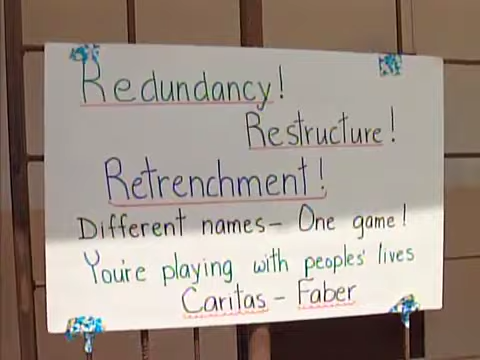 Redundancy!
Restructure!
Retrenchment!
Different names - One game!
You're playing with peoples' lives
Caritas - Faber